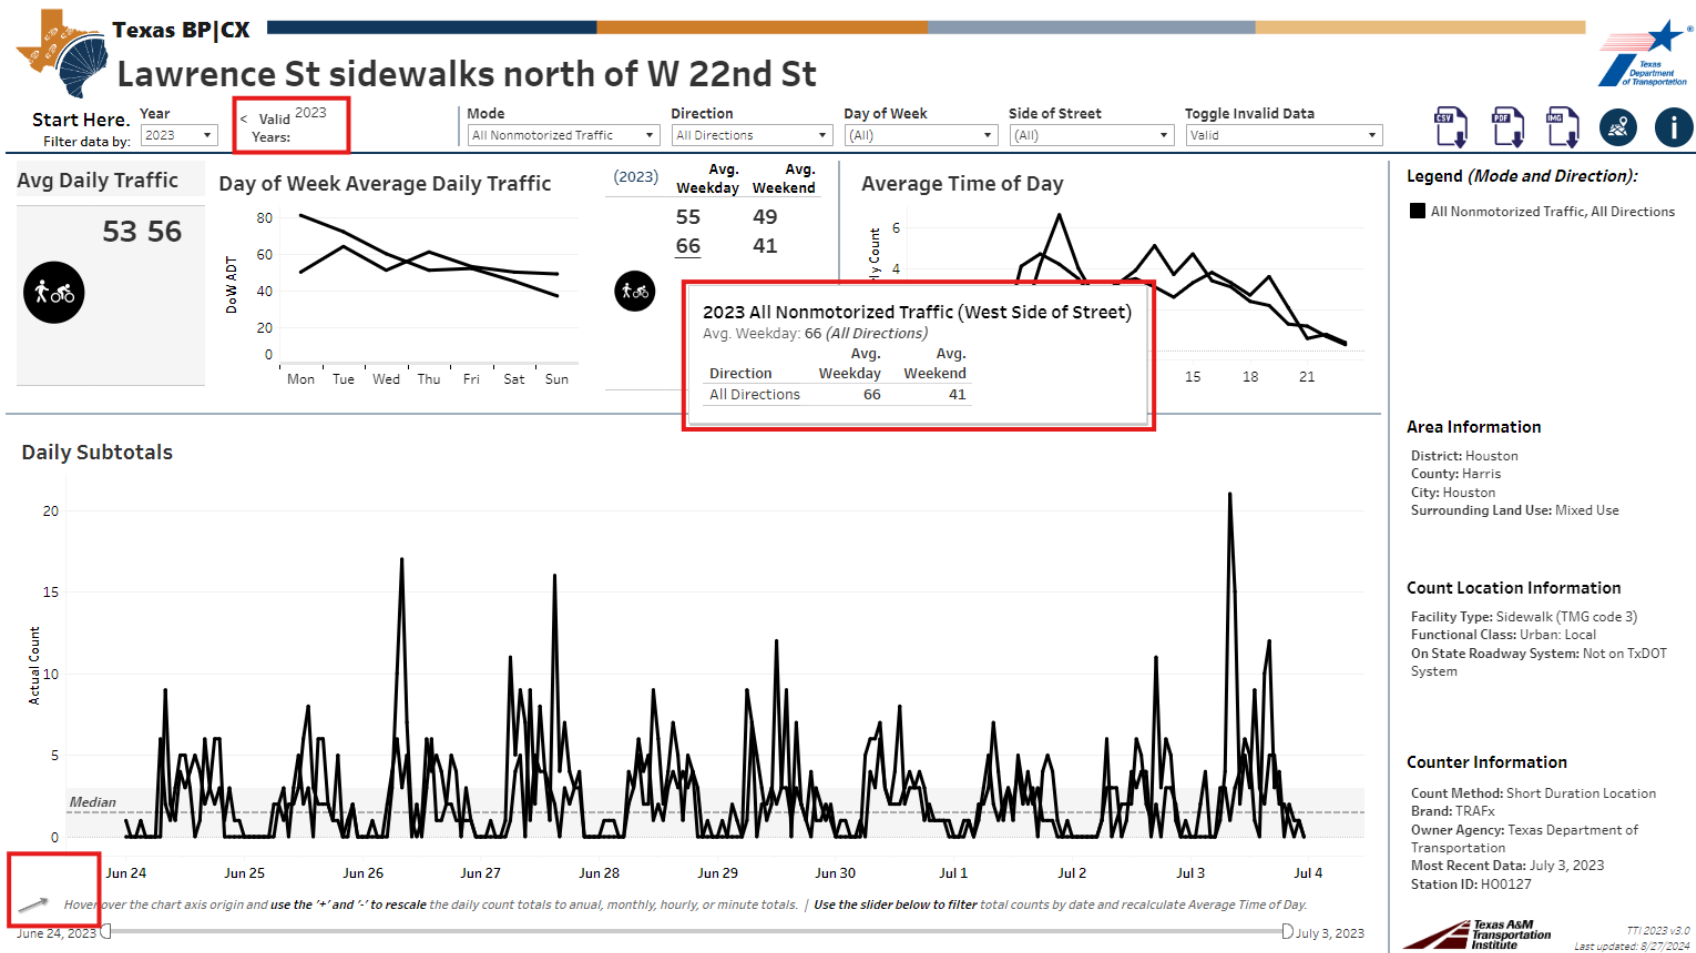 Texas BP|CX
Lawrence St sidewalks north of W 22nd St
Texas
Department
of Transportation
Start Here.
Filter data by:
Year
2023
< Valid Years: 2023
Mode
All Nonmotorized Traffic
Direction
All Directions
Day of Week
(All)
Side of Street
(All)
Toggle Invalid Data
Valid
CSV
PDF
IMG
i
Avg Daily Traffic
53 56
Day of Week Average Daily Traffic
DoW ADT
80
60
40
20
0
Mon Tue Wed Thu Fri Sat Sun
(2023) Avg. Weekday Avg. Weekend
55 49
66 41
Average Time of Day
ly Count
6
4
15 18 21
2023 All Nonmotorized Traffic (West Side of Street)
Avg. Weekday: 66 (All Directions)
Direction Avg. Weekday Avg. Weekend
All Directions 66 41
Legend (Mode and Direction):
All Nonmotorized Traffic, All Directions
Daily Subtotals
Actual Count
20
15
10
5
0
Median
Jun 24 Jun 25 Jun 26 Jun 27 Jun 28 Jun 29 Jun 30 Jul 1 Jul 2 Jul 3 Jul 4
Hover over the chart axis origin and use the '+' and '-' to rescale the daily count totals to anual, monthly, hourly, or minute totals. | Use the slider below to filter total counts by date and recalculate Average Time of Day.
June 24, 2023
July 3, 2023
Area Information
District: Houston
County: Harris
City: Houston
Surrounding Land Use: Mixed Use
Count Location Information
Facility Type: Sidewalk (TMG code 3)
Functional Class: Urban: Local
On State Roadway System: Not on TxDOT
System
Counter Information
Count Method: Short Duration Location
Brand: TRAFx
Owner Agency: Texas Department of
Transportation
Most Recent Data: July 3, 2023
Station ID: HO0127
Texas A&M
Transportation
Institute
TTI 2023 v3.0
Last updated: 8/27/2024